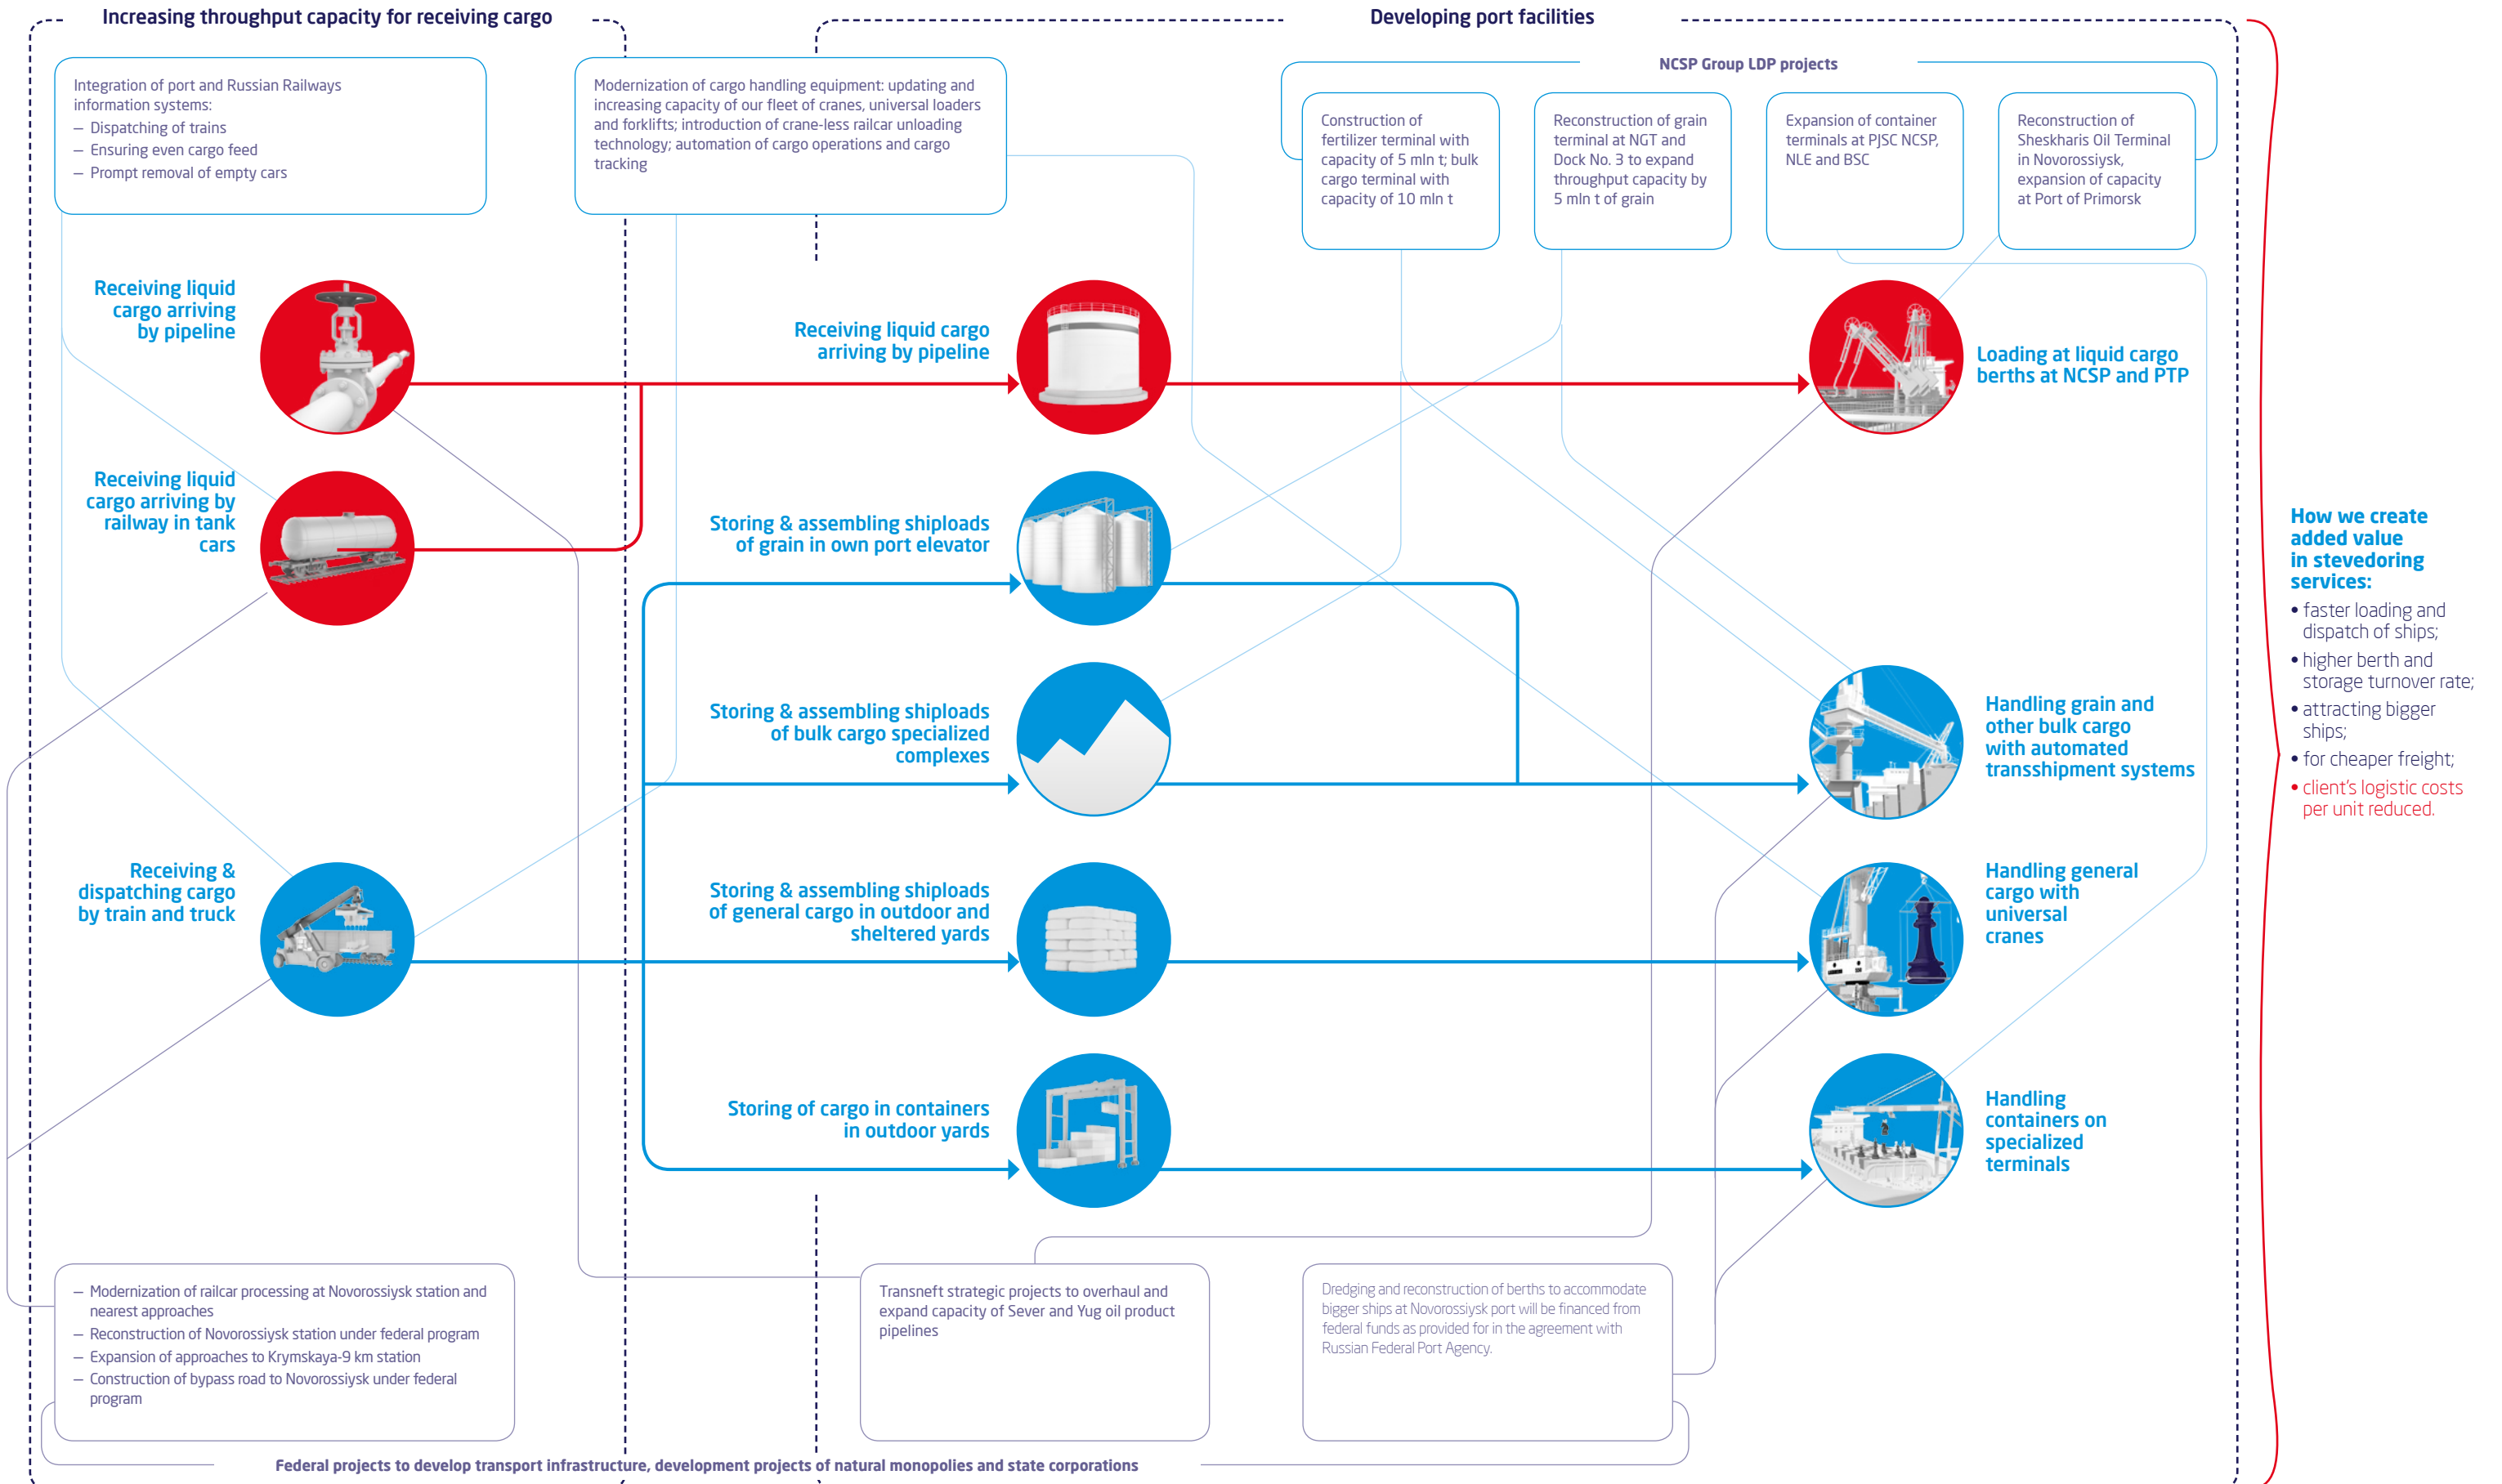 Increasing throughput capacity for receiving cargo
Developing port facilities
Integration of port and Russian Railways
information systems:
— Dispatching of trains
— Ensuring even cargo feed
— Prompt removal of empty cars
Modernization of cargo handling equipment: updating and
increasing capacity of our fleet of cranes, universal loaders
and forklifts; introduction of crane-less railcar unloading
technology; automation of cargo operations and cargo
tracking
NCSP Group LDP projects
Construction of
fertilizer terminal with
capacity of 5 mln t; bulk
cargo terminal with
capacity of 10 mln t
Reconstruction of grain
terminal at NGT and
Dock No. 3 to expand
throughput capacity by
5 mln t of grain
Expansion of container
terminals at PJSC NCSP,
NLE and BSC
Reconstruction of
Sheskharis Oil Terminal
in Novorossiysk,
expansion of capacity
at Port of Primorsk
Receiving liquid
cargo arriving
by pipeline
Receiving liquid cargo
arriving by pipeline
Loading at liquid cargo
berths at NCSP and PTP
Receiving liquid
cargo arriving by
railway in tank
cars
Storing & assembling shiploads
of grain in own port elevator
Storing & assembling shiploads
of bulk cargo specialized
complexes
Handling grain and
other bulk cargo
with automated
transshipment systems
Receiving &
dispatching cargo
by train and truck
Storing & assembling shiploads
of general cargo in outdoor and
sheltered yards
Handling general
cargo with
universal
cranes
Storing of cargo in containers
in outdoor yards
Handling
containers on
specialized
terminals
How we create
added value
in stevedoring
services:
• faster loading and
dispatch of ships;
• higher berth and
storage turnover rate;
• attracting bigger
ships;
• for cheaper freight;
• client's logistic costs
per unit reduced.
— Modernization of railcar processing at Novorossiysk station and
nearest approaches
— Reconstruction of Novorossiysk station under federal program
— Expansion of approaches to Krymskaya-9 km station
— Construction of bypass road to Novorossiysk under federal
program
Transneft strategic projects to overhaul and
expand capacity of Sever and Yug oil product
pipelines
Dredging and reconstruction of berths to accommodate
bigger ships at Novorossiysk port will be financed from
federal funds as provided for in the agreement with
Russian Federal Port Agency.
Federal projects to develop transport infrastructure, development projects of natural monopolies and state corporations